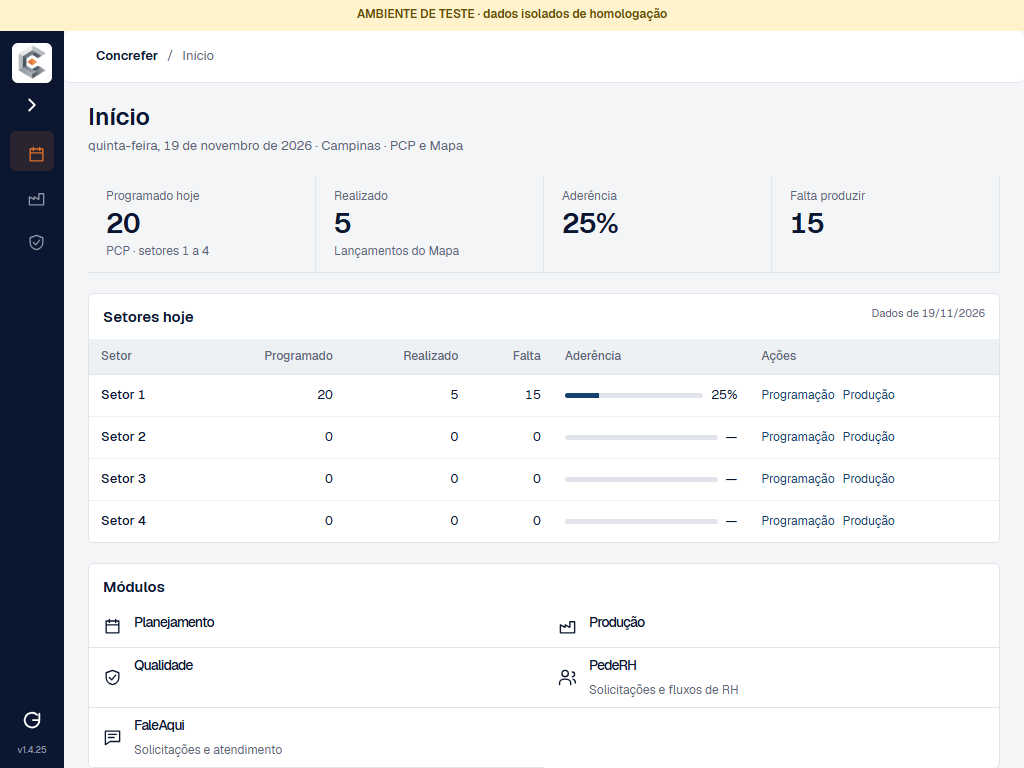 AMBIENTE DE TESTE · dados isolados de homologação
Concrefer / Início
Início
quinta-feira, 19 de novembro de 2026 · Campinas · PCP e Mapa
Programado hoje
20
PCP · setores 1 a 4
Realizado
5
Lançamentos do Mapa
Aderência
25%
Falta produzir
15
Setores hoje
Dados de 19/11/2026
Setor Programado Realizado Falta Aderência Ações
Setor 1 20 5 15 25% Programação Produção
Setor 2 0 0 0 — Programação Produção
Setor 3 0 0 0 — Programação Produção
Setor 4 0 0 0 — Programação Produção
Módulos
Planejamento
Produção
Qualidade
PedeRH
Solicitações e fluxos de RH
FaleAqui
Solicitações e atendimento
v1.4.25